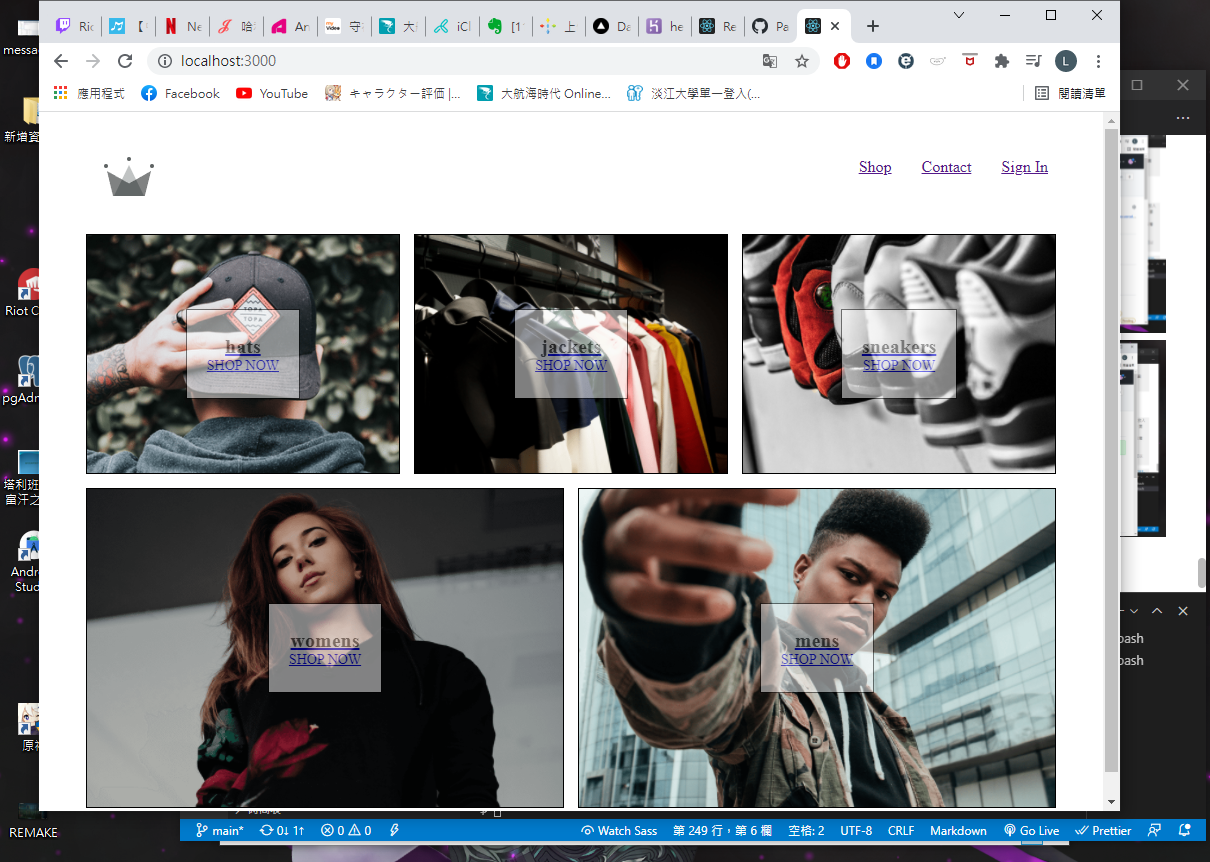 Ric
【
Ne
哈
An
守
大
iCl
[1
上
Da
he
Re
Pa
localhost:3000
L
應用程式
Facebook
YouTube
キャラクター評価 |...
大航海時代 Online...
淡江大學單一登入(...
閱讀清單
Shop
Contact
Sign In
TOPA
TOPA
hats
SHOP NOW
jackets
SHOP NOW
sneakers
SHOP NOW
womens
SHOP NOW
mens
SHOP NOW
messa
新增資
Riot C
pgAdm
塔利班
富汗之
Andr
Stud
原神
REMAKE
bash
bash
main*
0↓ 1↑
0
0
Watch Sass
第 249 行，第 6 欄
空格: 2
UTF-8
CRLF
Markdown
Go Live
Prettier